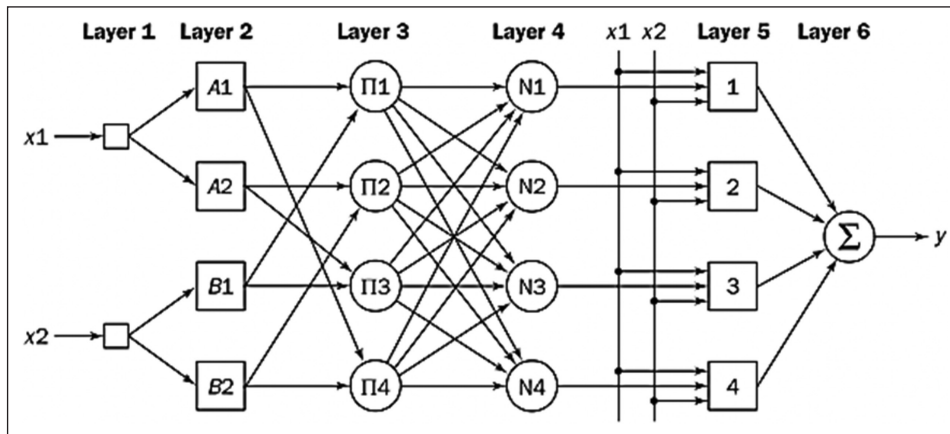 Layer 1 Layer 2 Layer 3 Layer 4 x1 x2 Layer 5 Layer 6
A1 Π1 N1 1
x1
A2 Π2 N2 2
Σ y
B1 Π3 N3 3
x2
B2 Π4 N4 4